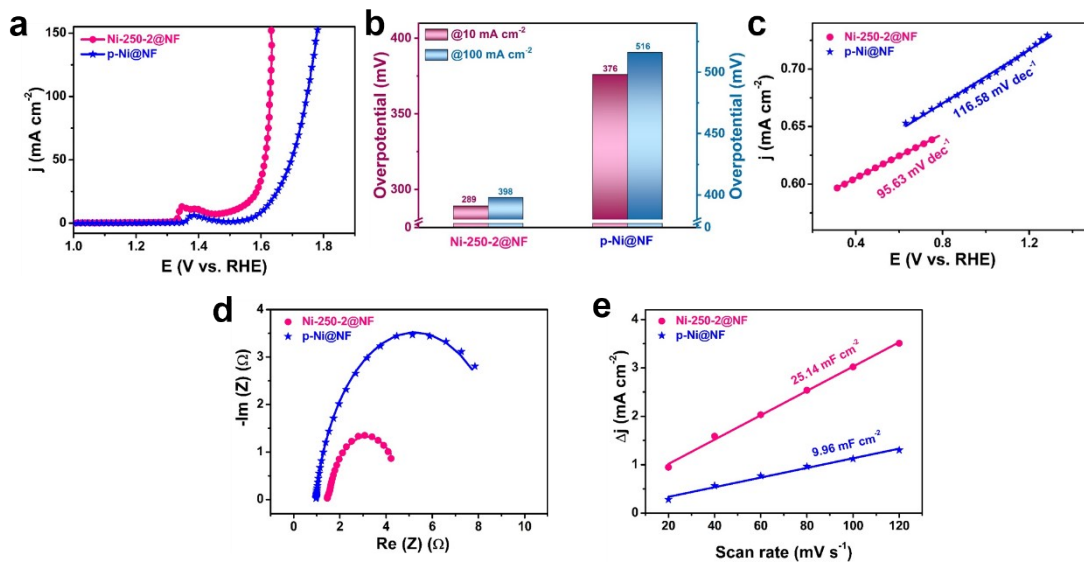 a
Ni-250-2@NF
p-Ni@NF
j (mA cm⁻²)
150
100
50
0
1.0 1.2 1.4 1.6 1.8
E (V vs. RHE)
b
@10 mA cm⁻²
@100 mA cm⁻²
Overpotential (mV)
400
350
300
0
289
398
376
516
Ni-250-2@NF
p-Ni@NF
500
400
0
Overpotential (mV)
c
Ni-250-2@NF
p-Ni@NF
j (mA cm⁻²)
0.70
0.65
0.60
116.58 mV dec⁻¹
95.63 mV dec⁻¹
0.4 0.8 1.2
E (V vs. RHE)
d
Ni-250-2@NF
p-Ni@NF
-Im (Z) (Ω)
4
3
2
1
0
0 2 4 6 8 10
Re (Z) (Ω)
e
Ni-250-2@NF
p-Ni@NF
Δj (mA cm⁻²)
4
3
2
1
0
25.14 mF cm⁻²
9.96 mF cm⁻²
20 40 60 80 100 120
Scan rate (mV s⁻¹)